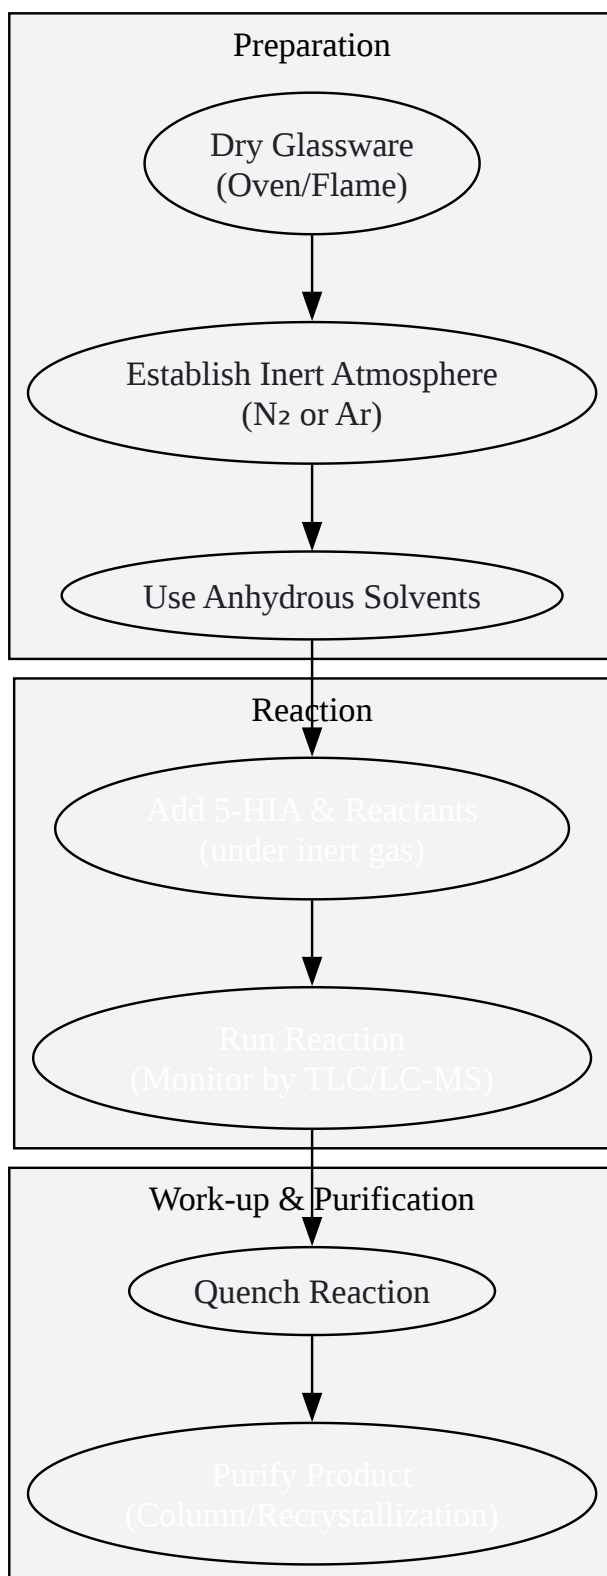 Preparation
Dry Glassware
(Oven/Flame)
Establish Inert Atmosphere
(N₂ or Ar)
Use Anhydrous Solvents
Reaction
Add 5-HIA & Reactants
(under inert gas)
Run Reaction
(Monitor by TLC/LC-MS)
Work-up & Purification
Quench Reaction
Purify Product
(Column/Recrystallization)